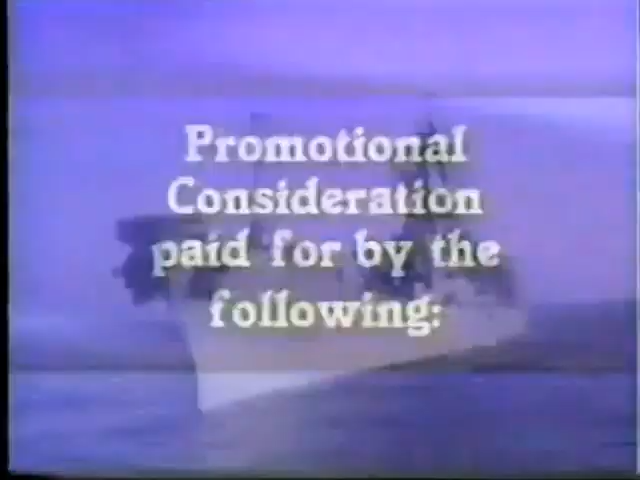 Promotional
Consideration
paid for by the
following: